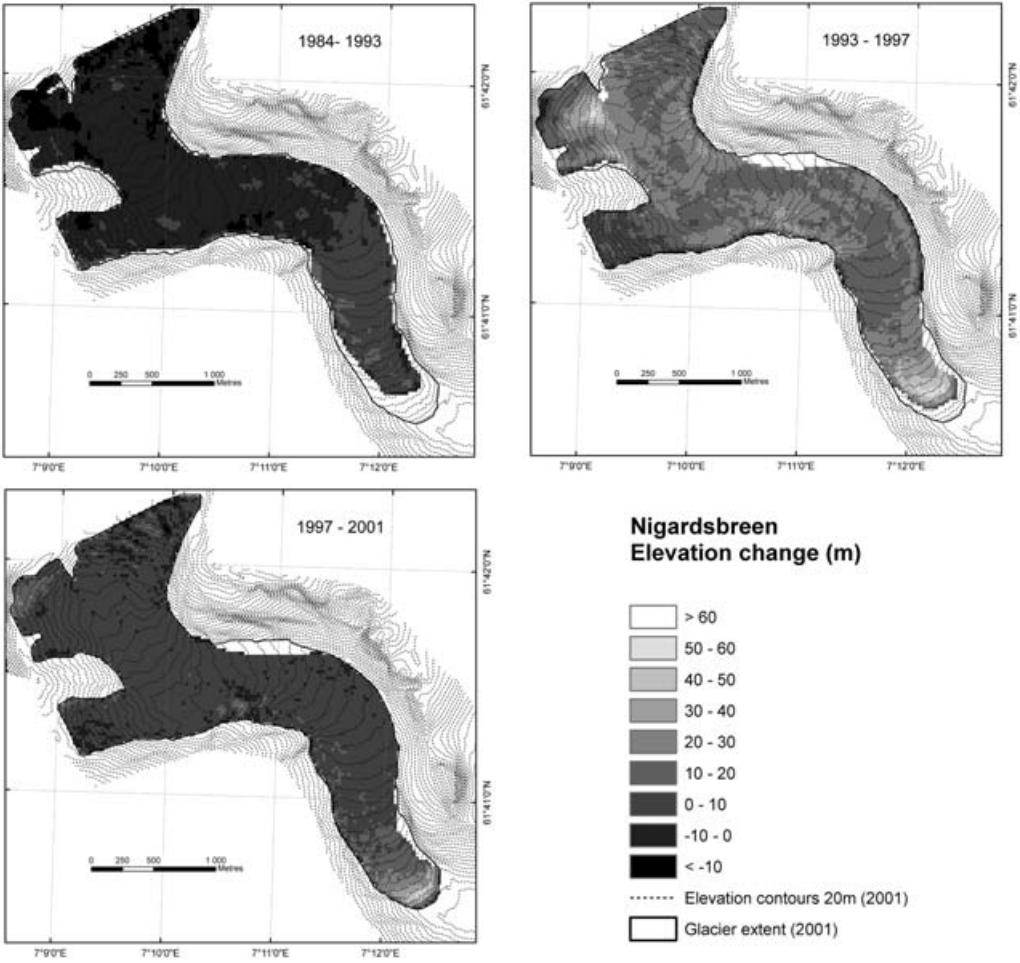 1984- 1993
61°42'0"N
61°41'0"N
0 250 500 1 000
Metres
7°9'0"E 7°10'0"E 7°11'0"E 7°12'0"E
1993 - 1997
61°42'0"N
61°41'0"N
0 250 500 1 000
Metres
7°9'0"E 7°10'0"E 7°11'0"E 7°12'0"E
1997 - 2001
61°42'0"N
61°41'0"N
0 250 500 1 000
Metres
7°9'0"E 7°10'0"E 7°11'0"E 7°12'0"E
Nigardsbreen
Elevation change (m)
> 60
50 - 60
40 - 50
30 - 40
20 - 30
10 - 20
0 - 10
-10 - 0
< -10
Elevation contours 20m (2001)
Glacier extent (2001)